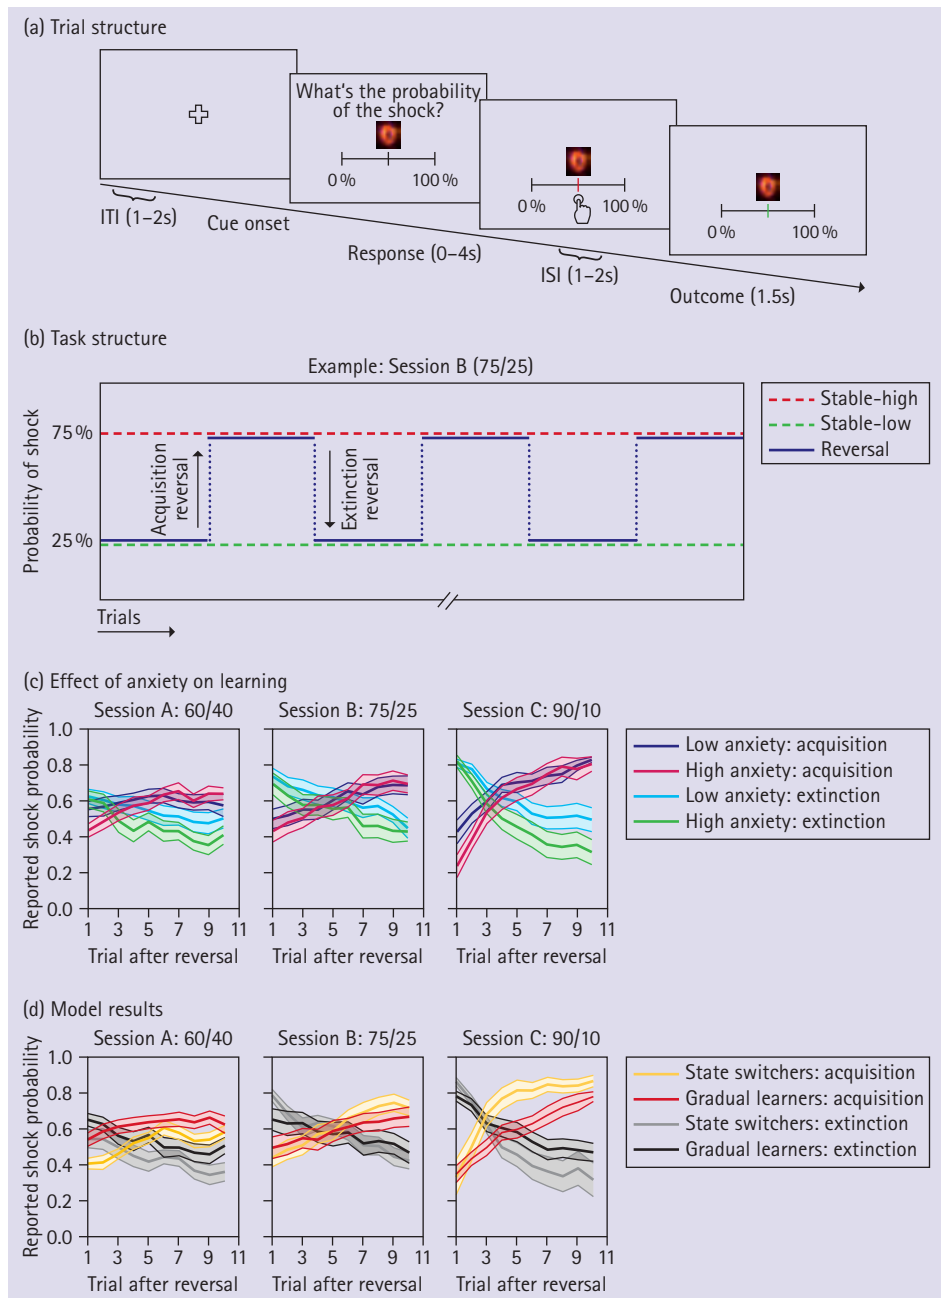 (a) Trial structure
What's the probability
of the shock?
0 % 100 %
0 % 100 %
0 % 100 %
ITI (1–2s)
Cue onset
Response (0–4s)
ISI (1–2s)
Outcome (1.5s)
(b) Task structure
Example: Session B (75/25)
Probability of shock
75 %
25 %
Acquisition
reversal
Extinction
reversal
Trials
Stable-high
Stable-low
Reversal
(c) Effect of anxiety on learning
Session A: 60/40 Session B: 75/25 Session C: 90/10
Reported shock probability
1.0
0.8
0.6
0.4
0.2
0.0
1 3 5 7 9 11 1 3 5 7 9 11 1 3 5 7 9 11
Trial after reversal Trial after reversal Trial after reversal
Low anxiety: acquisition
High anxiety: acquisition
Low anxiety: extinction
High anxiety: extinction
(d) Model results
Session A: 60/40 Session B: 75/25 Session C: 90/10
Reported shock probability
1.0
0.8
0.6
0.4
0.2
0.0
1 3 5 7 9 11 1 3 5 7 9 11 1 3 5 7 9 11
Trial after reversal Trial after reversal Trial after reversal
State switchers: acquisition
Gradual learners: acquisition
State switchers: extinction
Gradual learners: extinction